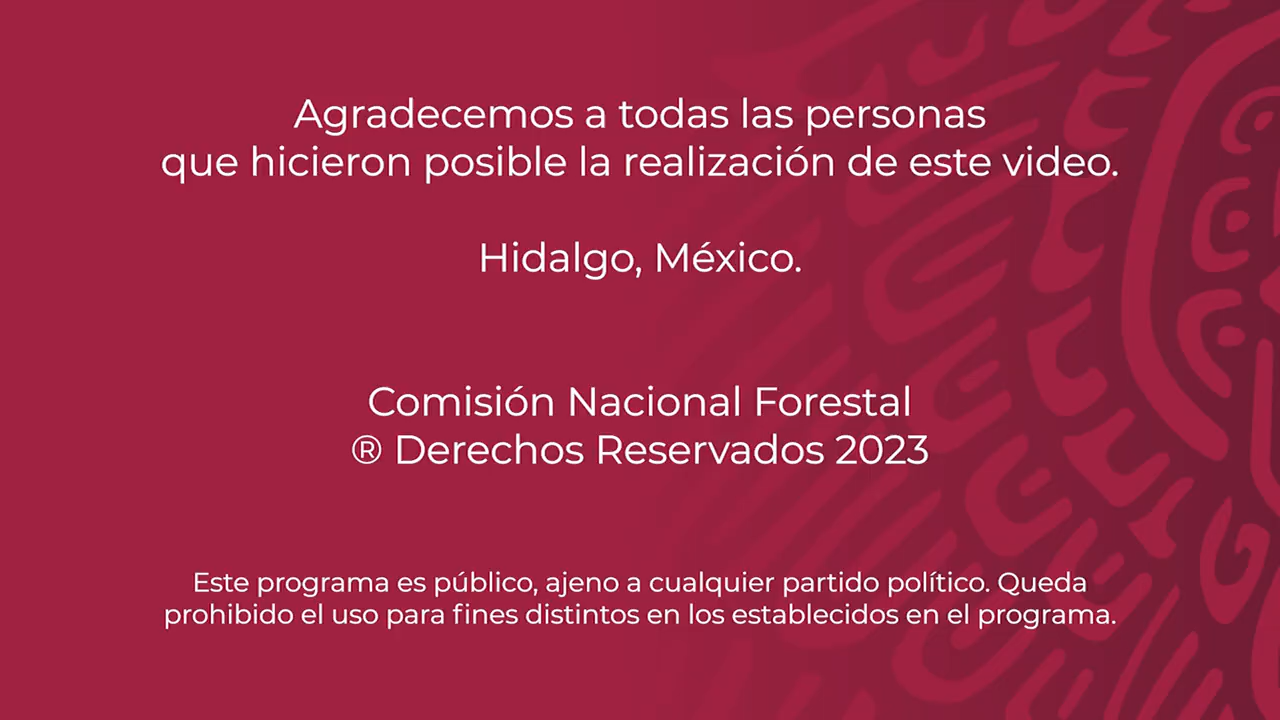 Agradecemos a todas las personas
que hicieron posible la realización de este video.
Hidalgo, México.
Comisión Nacional Forestal
® Derechos Reservados 2023
Este programa es público, ajeno a cualquier partido político. Queda
prohibido el uso para fines distintos en los establecidos en el programa.